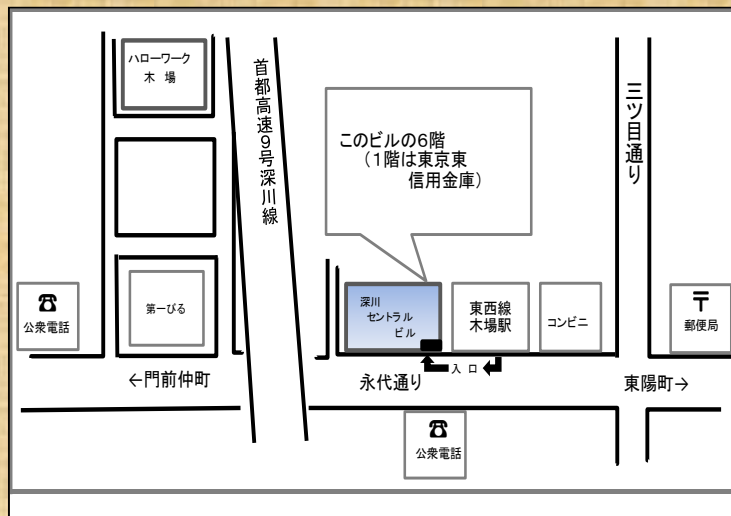 ハローワーク
木 場
首都高速9号深川線
このビルの6階
（1階は東京東
信用金庫）
三ツ目通り
公衆電話
第一びる
深川
セントラル
ビル
東西線
木場駅
コンビニ
〒
郵便局
入 口
←門前仲町
永代通り
東陽町→
公衆電話